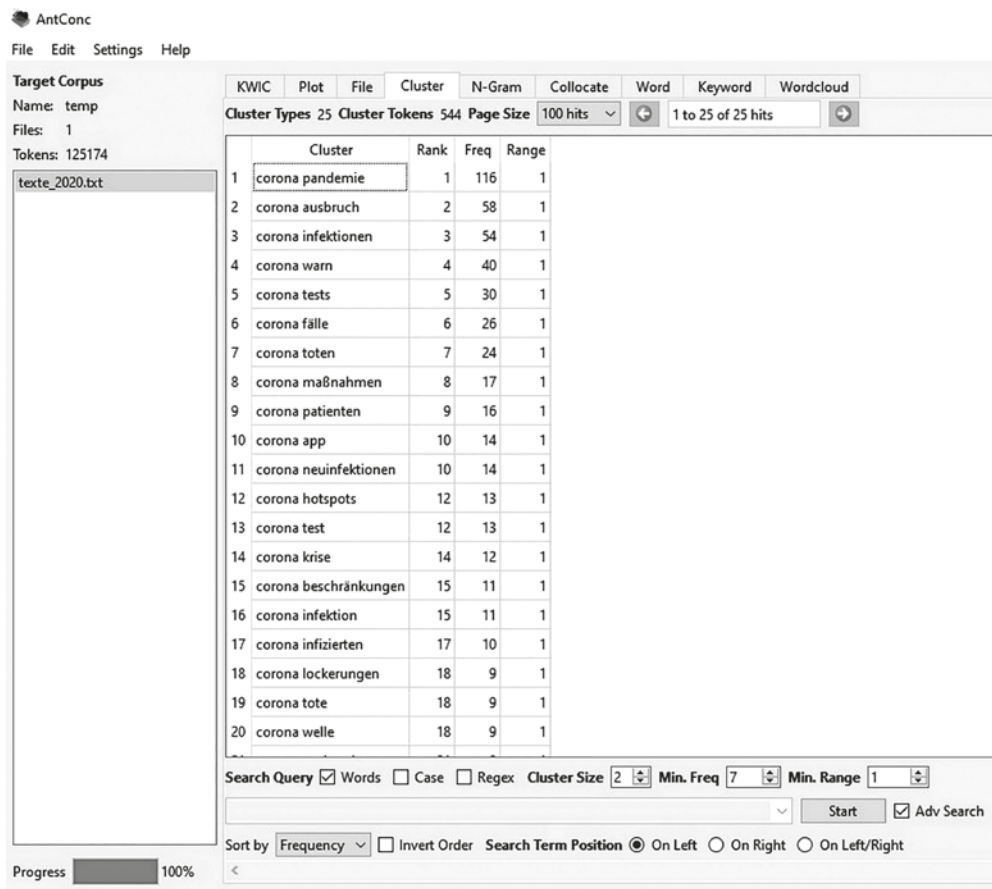 AntConc
File Edit Settings Help
Target Corpus
Name: temp
Files: 1
Tokens: 125174
texte_2020.txt
Progress 100%
KWIC Plot File Cluster N-Gram Collocate Word Keyword Wordcloud
Cluster Types 25 Cluster Tokens 544 Page Size 100 hits 1 to 25 of 25 hits
Cluster Rank Freq Range
1 corona pandemie 1 116 1
2 corona ausbruch 2 58 1
3 corona infektionen 3 54 1
4 corona warn 4 40 1
5 corona tests 5 30 1
6 corona fälle 6 26 1
7 corona toten 7 24 1
8 corona maßnahmen 8 17 1
9 corona patienten 9 16 1
10 corona app 10 14 1
11 corona neuinfektionen 10 14 1
12 corona hotspots 12 13 1
13 corona test 12 13 1
14 corona krise 14 12 1
15 corona beschränkungen 15 11 1
16 corona infektion 15 11 1
17 corona infizierten 17 10 1
18 corona lockerungen 18 9 1
19 corona tote 18 9 1
20 corona welle 18 9 1
Search Query Words Case Regex Cluster Size 2 Min. Freq 7 Min. Range 1
Start Adv Search
Sort by Frequency Invert Order Search Term Position On Left On Right On Left/Right